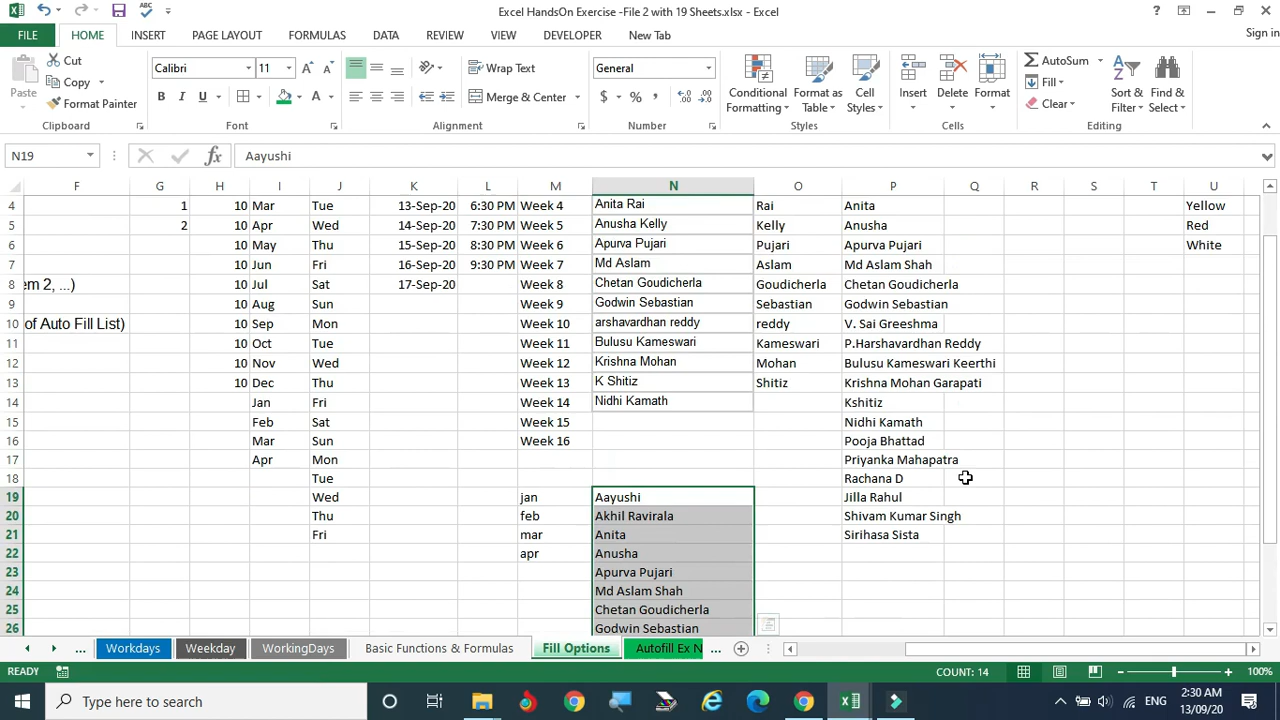 Excel HandsOn Exercise -File 2 with 19 Sheets.xlsx - Excel
FILE HOME INSERT PAGE LAYOUT FORMULAS DATA REVIEW VIEW DEVELOPER New Tab Sign in
Paste Cut Copy Format Painter
Calibri 11 B I U A A A
Wrap Text Merge & Center
General $ % ,
Conditional Formatting Format as Table Cell Styles
Insert Delete Format
AutoSum Fill Clear Sort & Filter Find & Select
Clipboard Font Alignment Number Styles Cells Editing
N19 fx Aayushi
F G H I J K L M N O P Q R S T U
4 1 10 Mar Tue 13-Sep-20 6:30 PM Week 4 Anita Rai Rai Anita Yellow
5 2 10 Apr Wed 14-Sep-20 7:30 PM Week 5 Anusha Kelly Kelly Anusha Red
6 10 May Thu 15-Sep-20 8:30 PM Week 6 Apurva Pujari Pujari Apurva Pujari White
7 10 Jun Fri 16-Sep-20 9:30 PM Week 7 Md Aslam Aslam Md Aslam Shah
8 em 2, ...) 10 Jul Sat 17-Sep-20 Week 8 Chetan Goudicherla Goudicherla Chetan Goudicherla
9 10 Aug Sun Week 9 Godwin Sebastian Sebastian Godwin Sebastian
10 of Auto Fill List) 10 Sep Mon Week 10 arshavardhan reddy reddy V. Sai Greeshma
11 10 Oct Tue Week 11 Bulusu Kameswari Kameswari P.Harshavardhan Reddy
12 10 Nov Wed Week 12 Krishna Mohan Mohan Bulusu Kameswari Keerthi
13 10 Dec Thu Week 13 K Shitiz Shitiz Krishna Mohan Garapati
14 Jan Fri Week 14 Nidhi Kamath Kshitiz
15 Feb Sat Week 15 Nidhi Kamath
16 Mar Sun Week 16 Pooja Bhattad
17 Apr Mon Priyanka Mahapatra
18 Tue Rachana D
19 Wed jan Aayushi Jilla Rahul
20 Thu feb Akhil Ravirala Shivam Kumar Singh
21 Fri mar Anita Sirihasa Sista
22 apr Anusha
23 Apurva Pujari
24 Md Aslam Shah
25 Chetan Goudicherla
26 Godwin Sebastian
... Workdays Weekday WorkingDays Basic Functions & Formulas Fill Options Autofill Ex N ...
READY COUNT: 14 100%
Type here to search ENG 2:30 AM
13/09/20